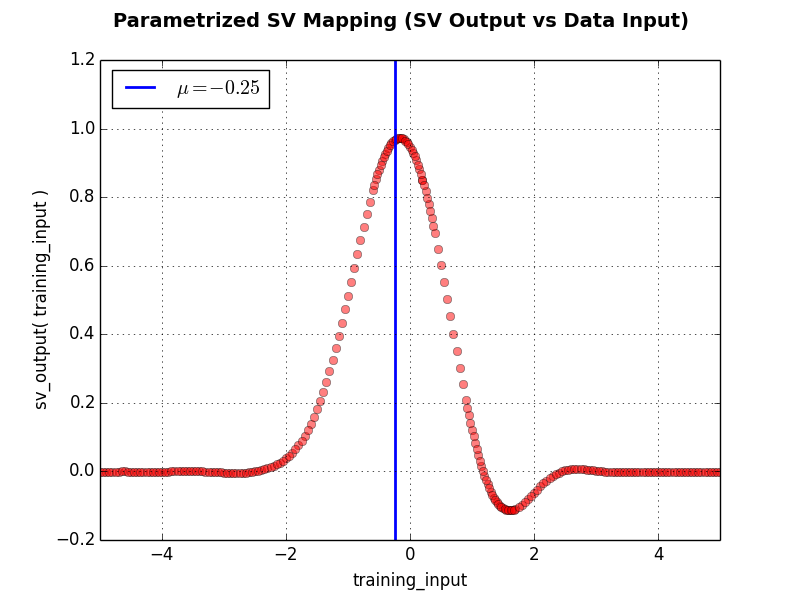 Parametrized SV Mapping (SV Output vs Data Input)
μ=−0.25
1.2
1.0
0.8
0.6
0.4
0.2
0.0
−0.2
sv_output( training_input )
−4 −2 0 2 4
training_input